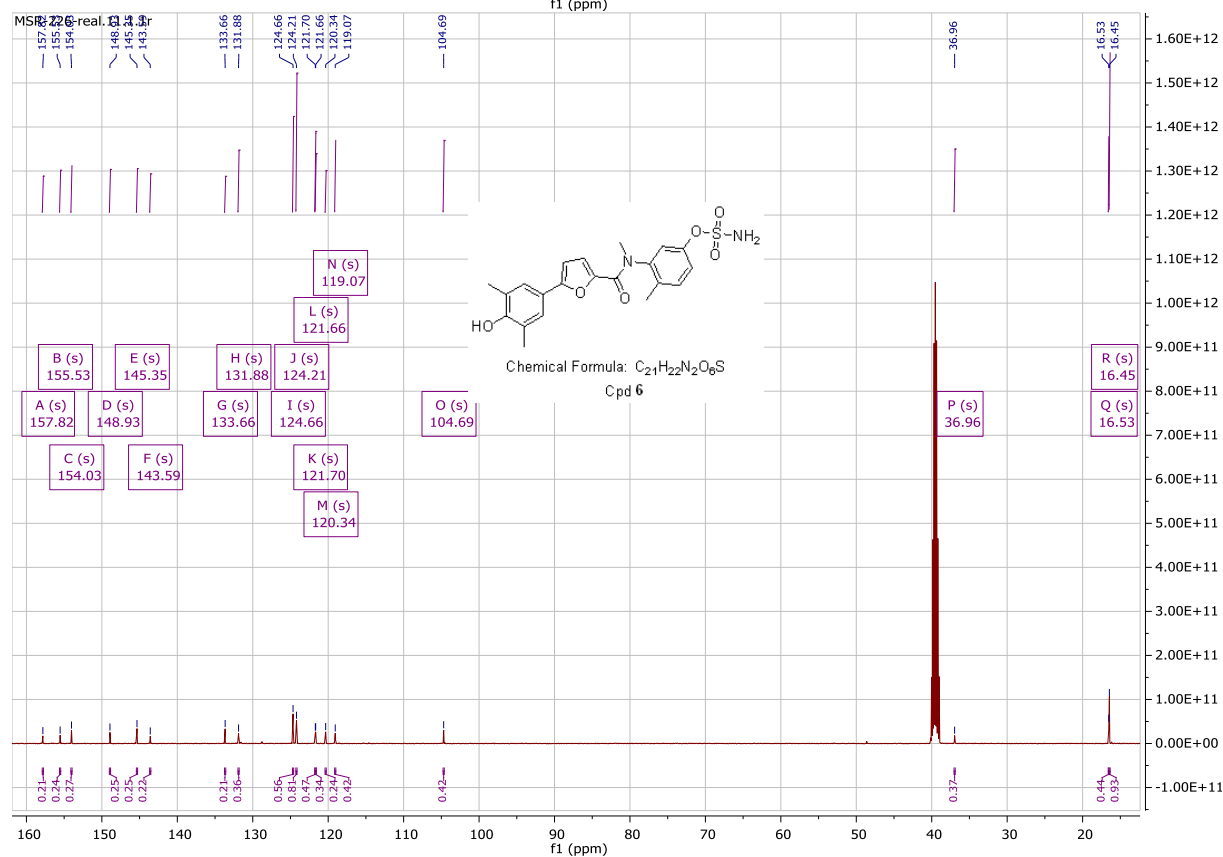 f1 (ppm)
157.82
155.53
154.03
148.93
145.35
143.59
133.66
131.88
124.66
124.21
121.70
121.66
120.34
119.07
104.69
36.96
16.53
16.45
1.60E+12
1.50E+12
1.40E+12
1.30E+12
1.20E+12
1.10E+12
1.00E+12
9.00E+11
8.00E+11
7.00E+11
6.00E+11
5.00E+11
4.00E+11
3.00E+11
2.00E+11
1.00E+11
0.00E+00
-1.00E+11
O
O
S
NH2
O
N
O
O
HO
Chemical Formula: C21H22N2O6S
Cpd 6
N (s)
119.07
L (s)
121.66
B (s)
155.53
E (s)
145.35
H (s)
131.88
J (s)
124.21
R (s)
16.45
A (s)
157.82
D (s)
148.93
G (s)
133.66
I (s)
124.66
O (s)
104.69
P (s)
36.96
Q (s)
16.53
C (s)
154.03
F (s)
143.59
K (s)
121.70
M (s)
120.34
0.21
0.24
0.27
0.25
0.25
0.22
0.21
0.36
0.56
0.81
0.47
0.34
0.24
0.42
0.42
0.37
0.44
0.93
160 150 140 130 120 110 100 90 80 70 60 50 40 30 20
f1 (ppm)